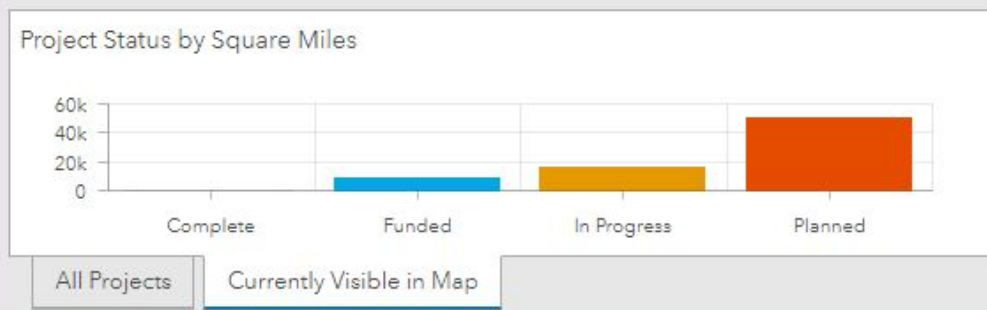 Project Status by Square Miles
60k
40k
20k
0
Complete Funded In Progress Planned
All Projects Currently Visible in Map